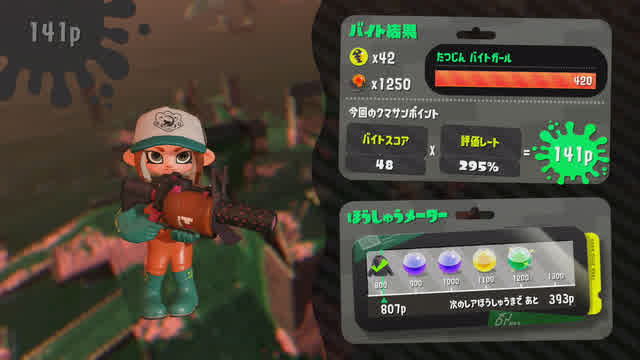 141p
バイト結果
x42
x1250
たつじん バイトガール
420
今回のクマサンポイント
バイトスコア
48
x
評価レート
295%
=
141p
ほうしゅうメーター
800 900 1000 1100 1200 1300
807p
次のレアほうしゅうまで あと 393p